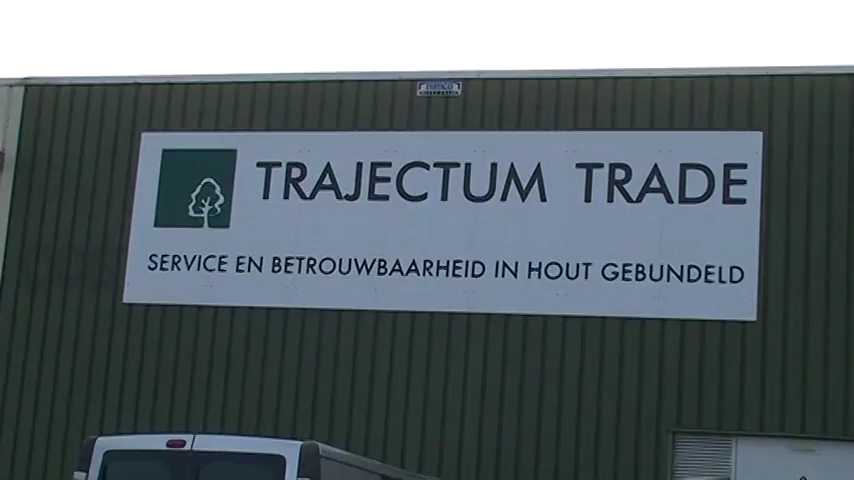 TRAJECTUM TRADE
SERVICE EN BETROUWBAARHEID IN HOUT GEBUNDELD